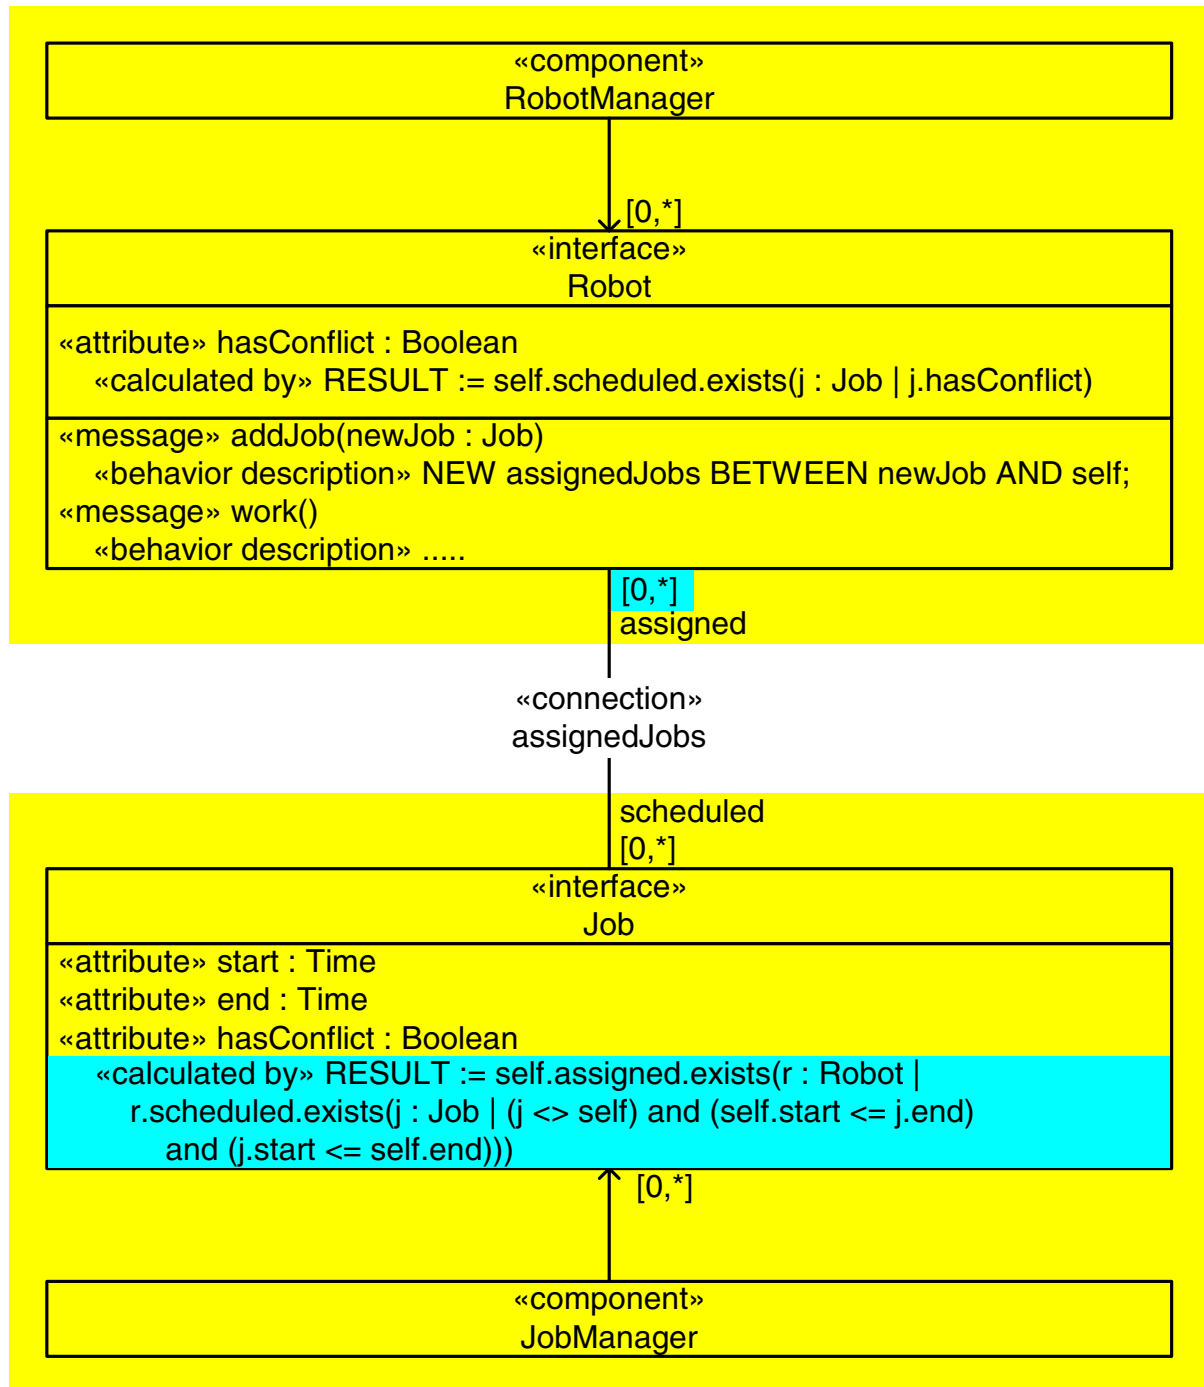 «component»
RobotManager
[0,*]
«interface»
Robot
«attribute» hasConflict : Boolean
«calculated by» RESULT := self.scheduled.exists(j : Job | j.hasConflict)
«message» addJob(newJob : Job)
«behavior description» NEW assignedJobs BETWEEN newJob AND self;
«message» work()
«behavior description» .....
[0,*]
assigned
«connection»
assignedJobs
scheduled
[0,*]
«interface»
Job
«attribute» start : Time
«attribute» end : Time
«attribute» hasConflict : Boolean
«calculated by» RESULT := self.assigned.exists(r : Robot |
r.scheduled.exists(j : Job | (j <> self) and (self.start <= j.end)
and (j.start <= self.end)))
[0,*]
«component»
JobManager